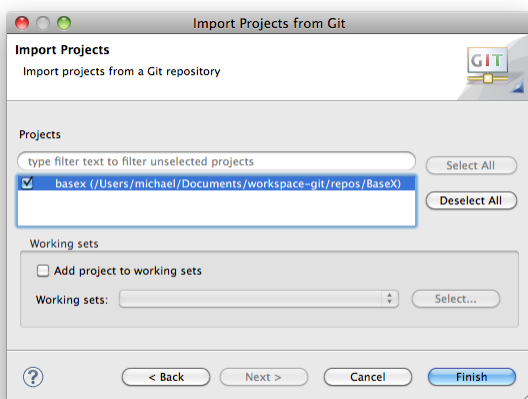 Import Projects from Git
Import Projects
Import projects from a Git repository
GIT
Projects
type filter text to filter unselected projects
Select All
basex (/Users/michael/Documents/workspace-git/repos/BaseX)
Deselect All
Working sets
Add project to working sets
Working sets:
Select...
?
< Back
Next >
Cancel
Finish